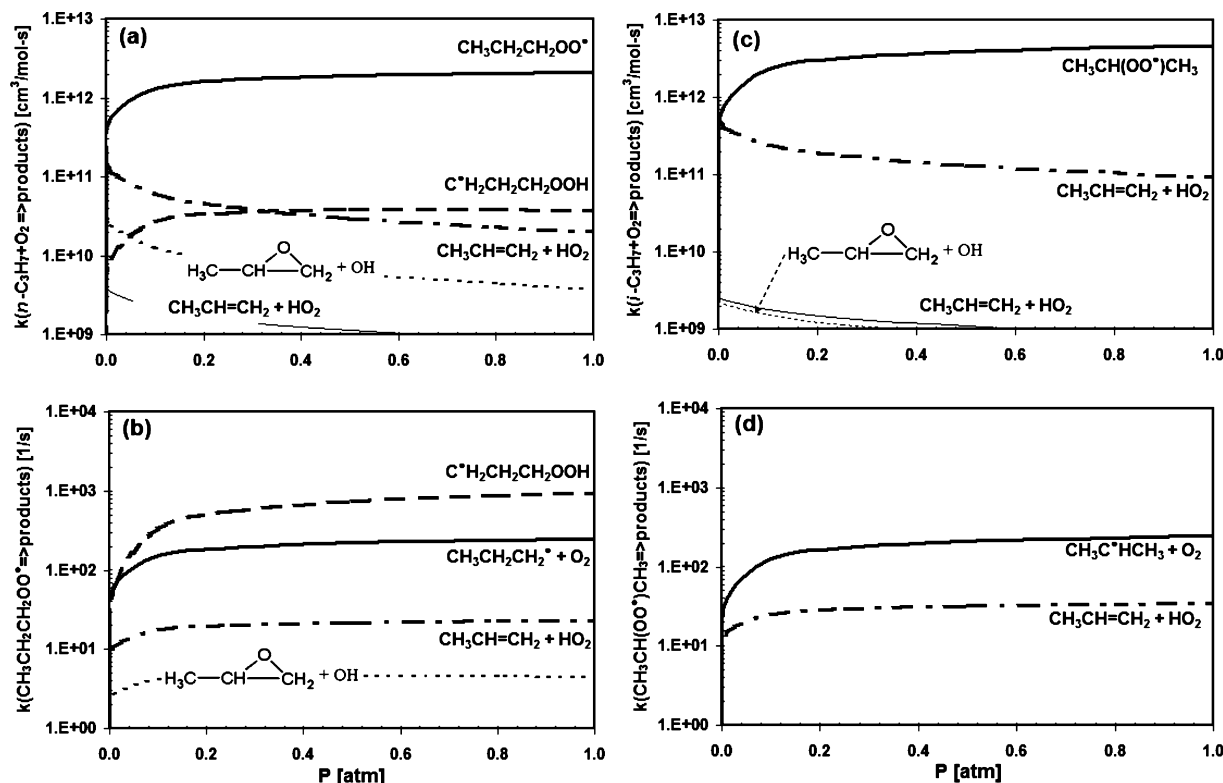 (a)
k(n-C₃H₇+O₂=>products) [cm³/mol-s]
1.E+13
1.E+12
1.E+11
1.E+10
1.E+09
CH₃CH₂CH₂OO•
C•H₂CH₂CH₂OOH
CH₃CH=CH₂ + HO₂
O
H₃C—CH—CH₂ + OH
CH₃CH=CH₂ + HO₂
0.0 0.2 0.4 0.6 0.8 1.0
(c)
k(i-C₃H₇+O₂=>products) [cm³/mol-s]
1.E+13
1.E+12
1.E+11
1.E+10
1.E+09
CH₃CH(OO•)CH₃
CH₃CH=CH₂ + HO₂
O
H₃C—CH—CH₂ + OH
CH₃CH=CH₂ + HO₂
0.0 0.2 0.4 0.6 0.8 1.0
(b)
k(CH₃CH₂CH₂OO•=>products) [1/s]
1.E+04
1.E+03
1.E+02
1.E+01
1.E+00
C•H₂CH₂CH₂OOH
CH₃CH₂CH₂• + O₂
CH₃CH=CH₂ + HO₂
O
H₃C—CH—CH₂ + OH
0.0 0.2 0.4 0.6 0.8 1.0
P [atm]
(d)
k(CH₃CH(OO•)CH₃=>products) [1/s]
1.E+04
1.E+03
1.E+02
1.E+01
1.E+00
CH₃C•HCH₃ + O₂
CH₃CH=CH₂ + HO₂
0.0 0.2 0.4 0.6 0.8 1.0
P [atm]